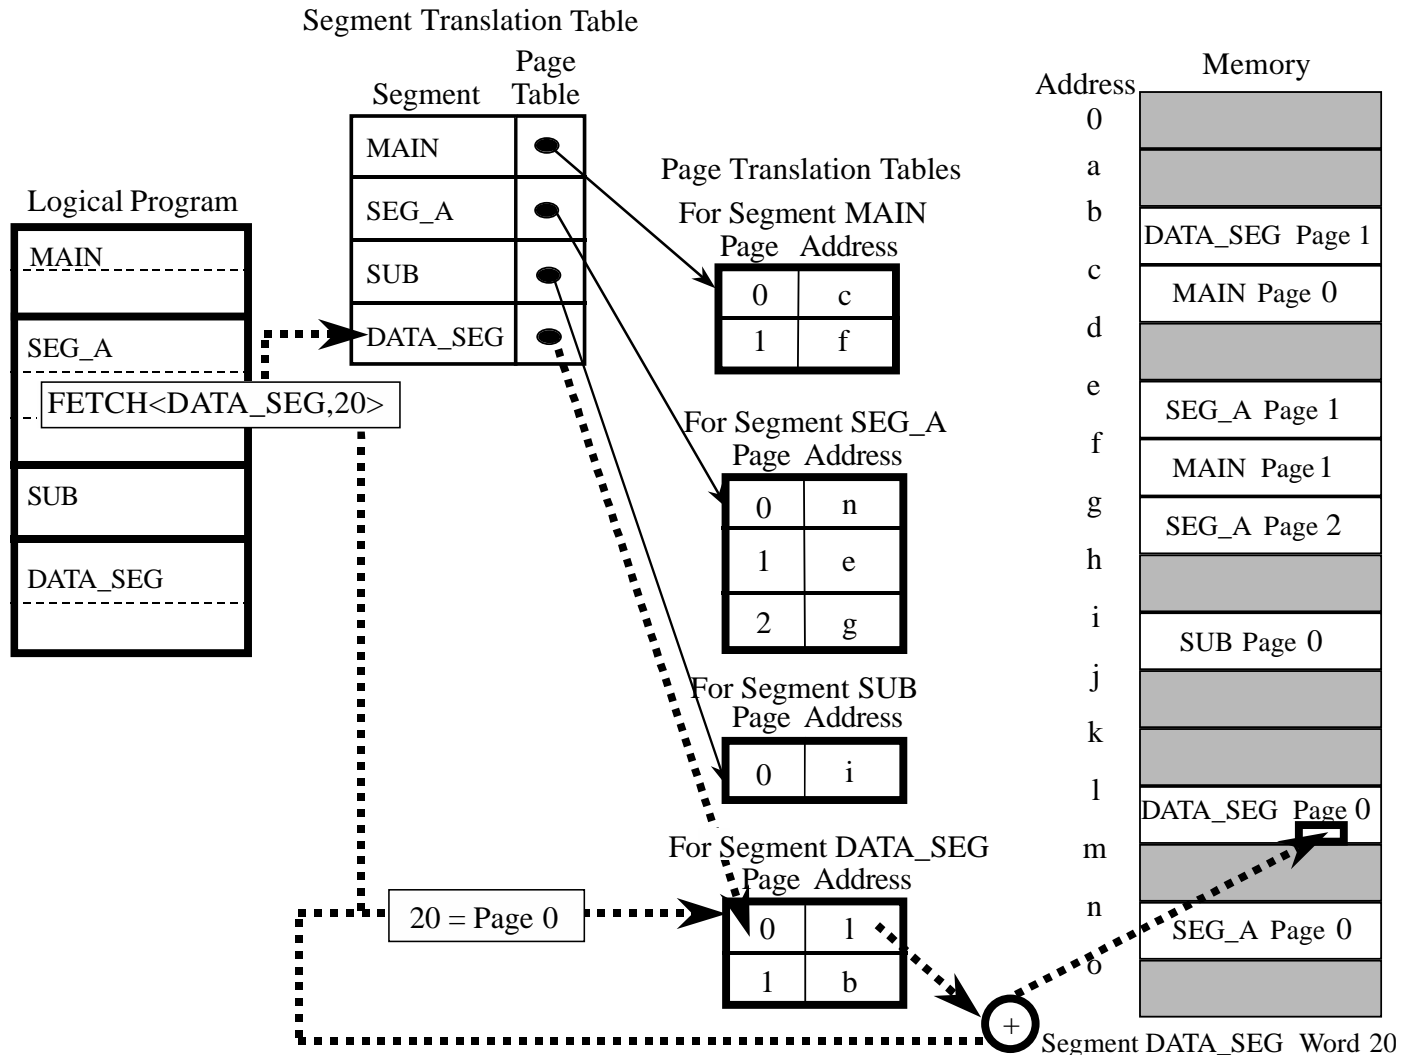 Segment Translation Table
Segment
Page
Table
MAIN
SEG_A
SUB
DATA_SEG
Logical Program
MAIN
SEG_A
FETCH<DATA_SEG,20>
SUB
DATA_SEG
20 = Page 0
Page Translation Tables
For Segment MAIN
Page Address
0 c
1 f
For Segment SEG_A
Page Address
0 n
1 e
2 g
For Segment SUB
Page Address
0 i
For Segment DATA_SEG
Page Address
0 l
1 b
+
Address
Memory
0
a
b
DATA_SEG Page 1
c
MAIN Page 0
d
e
SEG_A Page 1
f
MAIN Page 1
g
SEG_A Page 2
h
i
SUB Page 0
j
k
l
DATA_SEG Page 0
m
n
SEG_A Page 0
o
Segment DATA_SEG Word 20